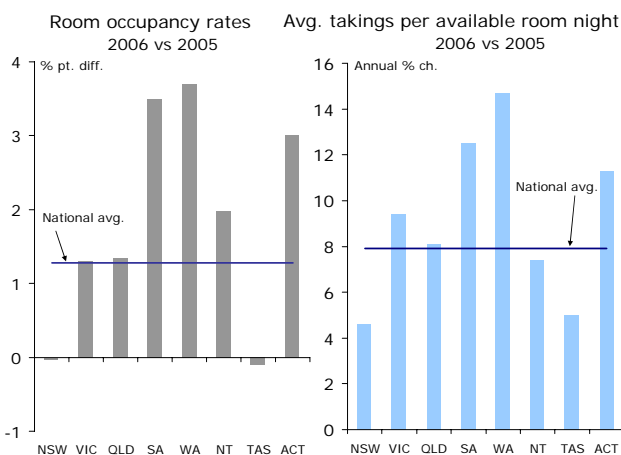 Room occupancy rates
2006 vs 2005
% pt. diff.
4
3
2
1
0
-1
National avg.
NSW VIC QLD SA WA NT TAS ACT
Avg. takings per available room night
2006 vs 2005
Annual % ch.
16
14
12
10
8
6
4
2
0
National avg.
NSW VIC QLD SA WA NT TAS ACT